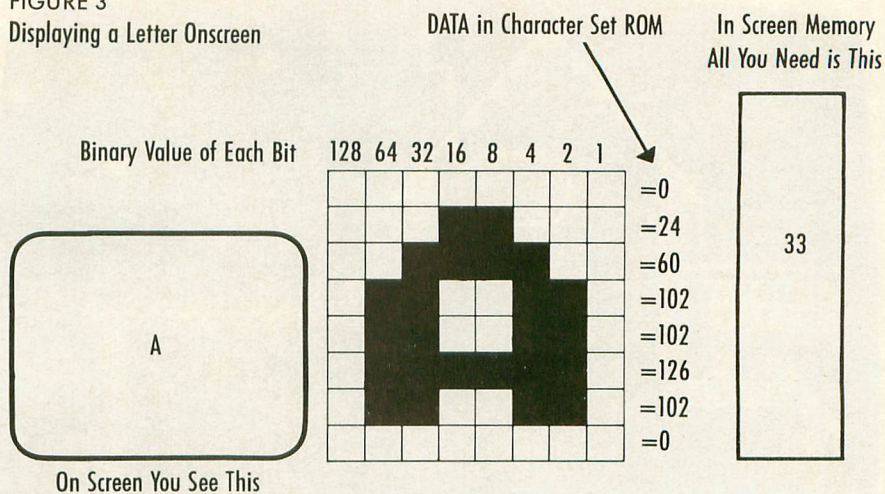 FIGURE 3
Displaying a Letter Onscreen
DATA in Character Set ROM
In Screen Memory
All You Need is This
Binary Value of Each Bit
128 64 32 16 8 4 2 1
=0
=24
=60
=102
=102
=126
=102
=0
33
A
On Screen You See This